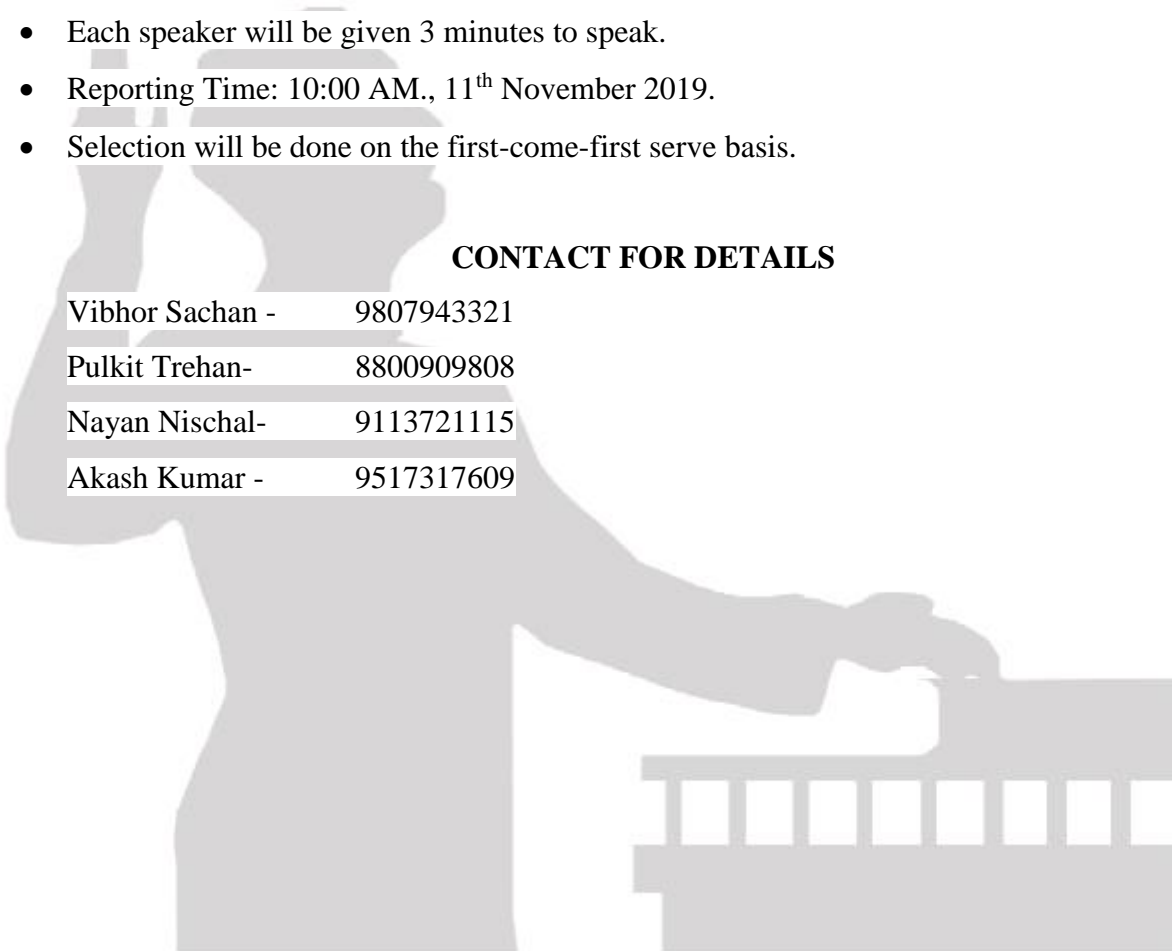 • Each speaker will be given 3 minutes to speak.
• Reporting Time: 10:00 AM., 11th November 2019.
• Selection will be done on the first-come-first serve basis.
CONTACT FOR DETAILS
Vibhor Sachan - 9807943321
Pulkit Trehan- 8800909808
Nayan Nischal- 9113721115
Akash Kumar - 9517317609